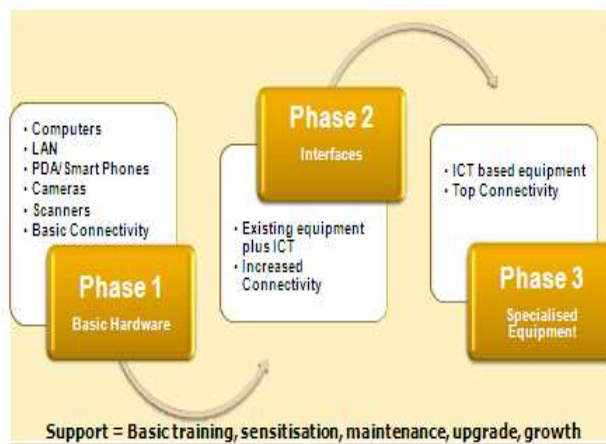 • Computers
• LAN
• PDA/Smart Phones
• Cameras
• Scanners
• Basic Connectivity
Phase 1
Basic Hardware
Phase 2
Interfaces
• Existing equipment
plus ICT
• Increased
Connectivity
• ICT based equipment
• Top Connectivity
Phase 3
Specialised
Equipment
Support = Basic training, sensitisation, maintenance, upgrade, growth